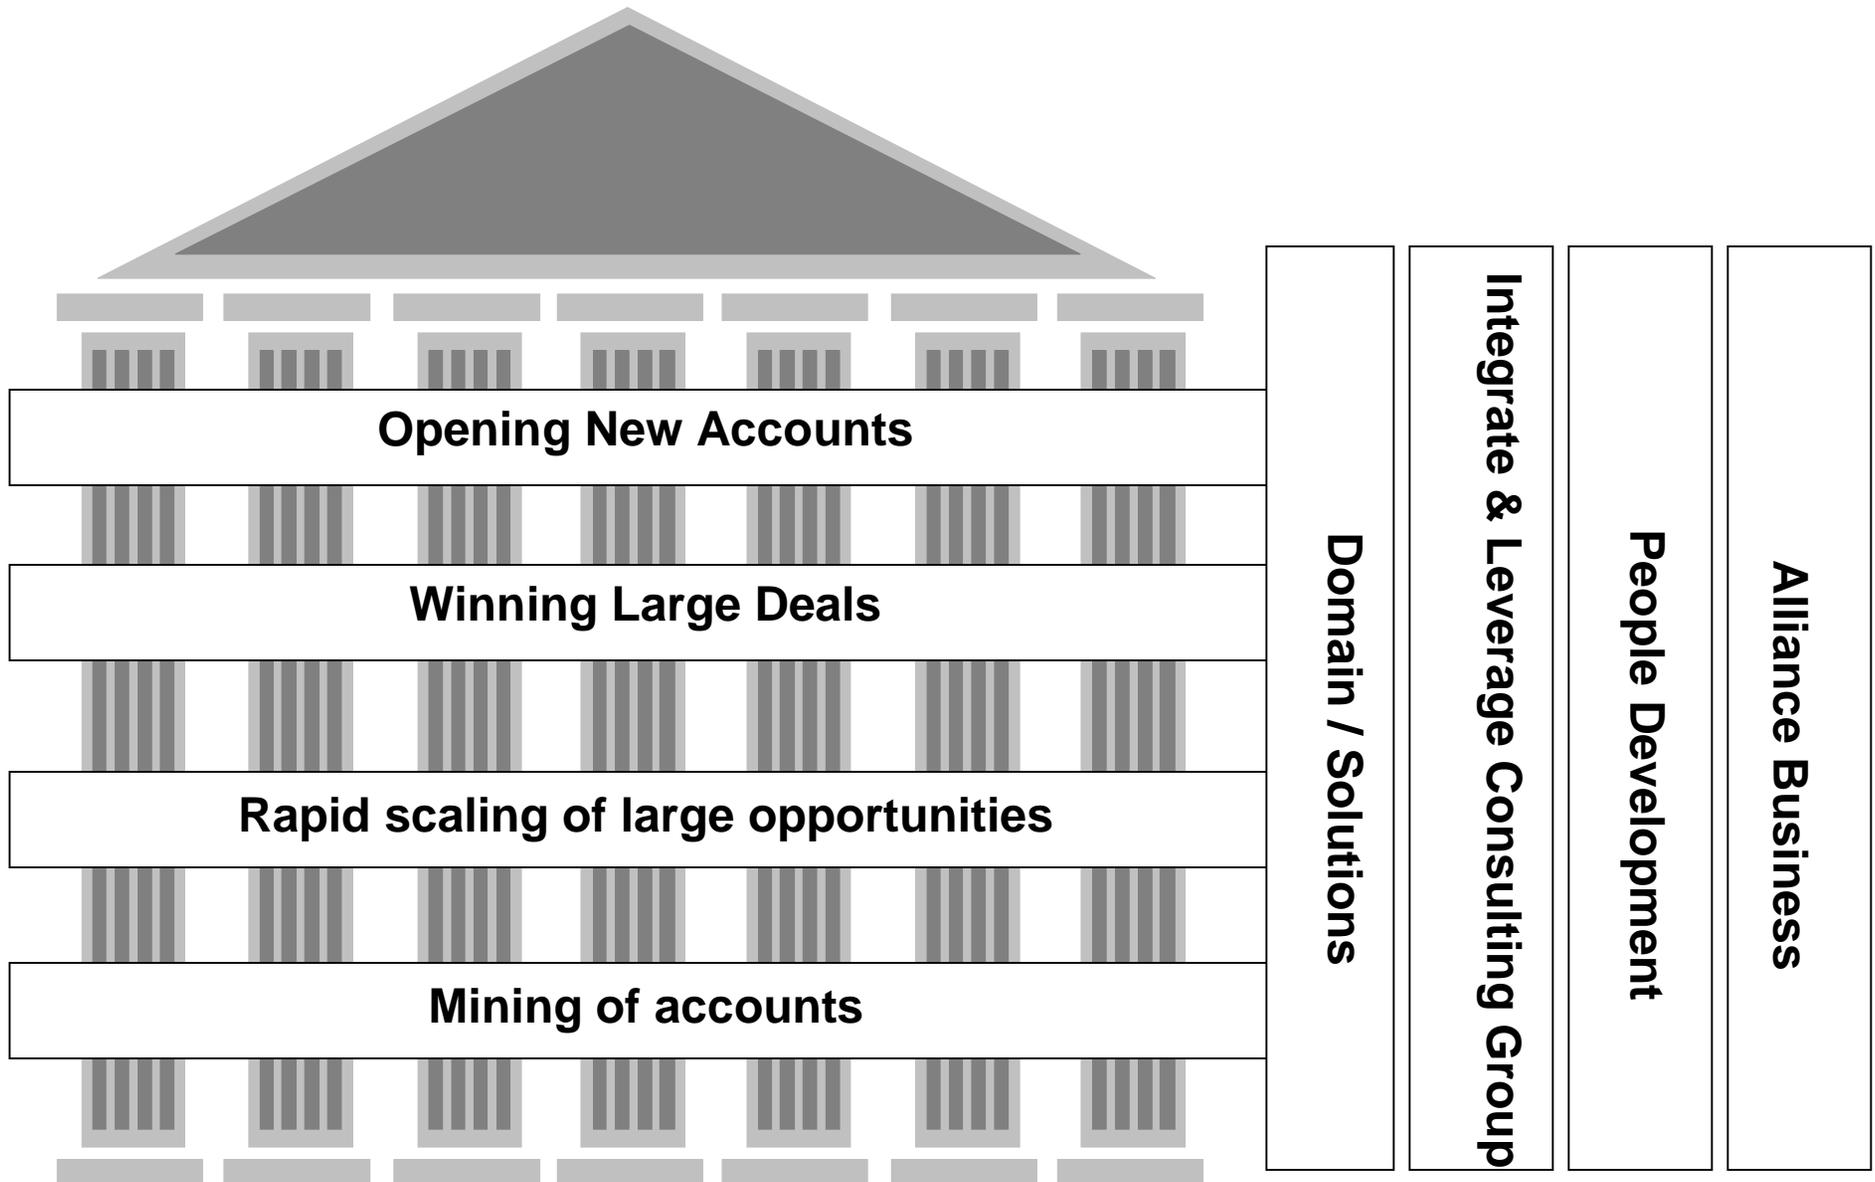 Opening New Accounts
Winning Large Deals
Rapid scaling of large opportunities
Mining of accounts
Domain / Solutions
Integrate & Leverage Consulting Group
People Development
Alliance Business